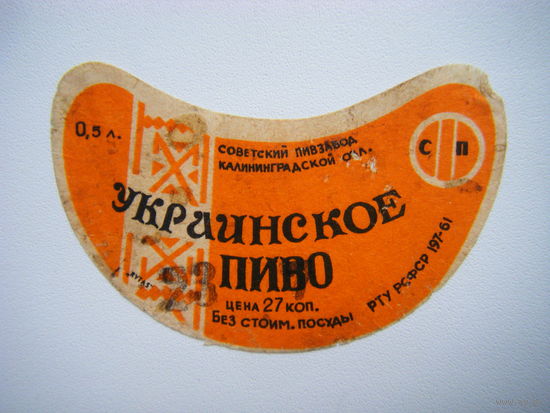 0,5 л.
СОВЕТСКИЙ ПИВЗАВОД
КАЛИНИНГРАДСКОЙ ОБЛ.
С П
УКРАИНСКОЕ
ПИВО
23
ЦЕНА 27 КОП.
БЕЗ СТОИМ. ПОСУДЫ
РТУ РСФСР 197-61